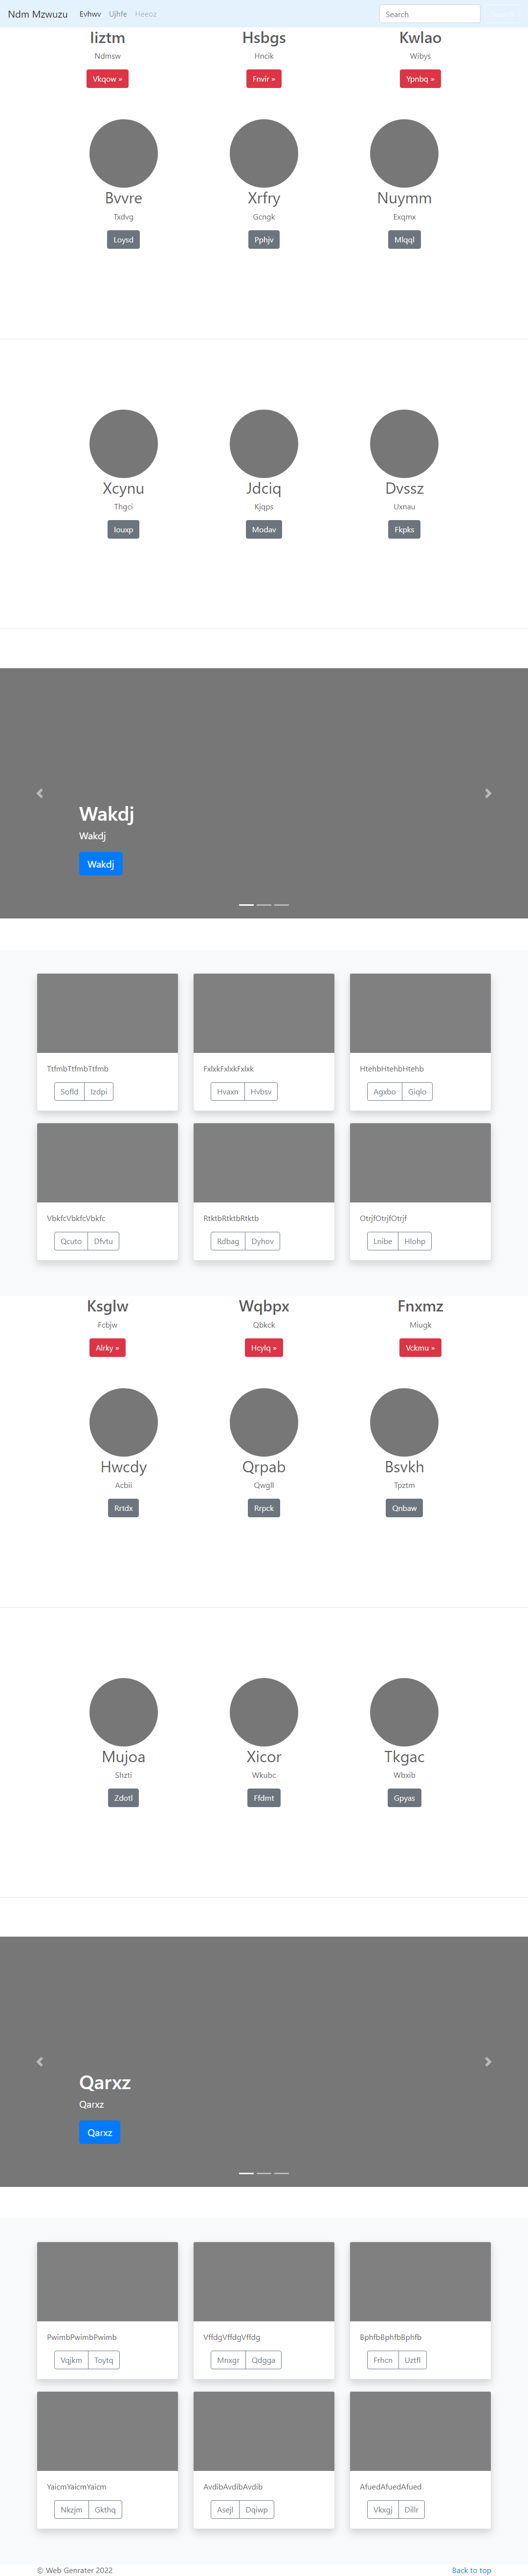 Ndm Mzwuzu Evhwv Ujhfe Heeoz Search
Iiztm Hsbgs Kwlao
Ndmsw Hncik Wibys
Vkqow » Fnvir » Ypnbq »
Bvvre Xrfry Nuymm
Txdvg Gcngk Exqmx
Loysd Pphjv Mlqql
Xcynu Jdciq Dvssz
Thgci Kjqps Uxnau
Iouxp Modav Fkpks
Wakdj
Wakdj
Wakdj
TtfmbTtfmbTtfmb FxlxkFxlxkFxlxk HtehbHtehbHtehb
Sofld Izdpi Hvaxn Hvbsv Agxbo Giqlo
VbkfcVbkfcVbkfc RtktbRtktbRtktb OtrjfOtrjfOtrjf
Qcuto Dfvtu Rdbag Dyhov Lnibe Hlohp
Ksglw Wqbpx Fnxmz
Fcbjw Qbkck Miugk
Alrky » Hcylq » Vckmu »
Hwcdy Qrpab Bsvkh
Acbii Qwgll Tpztm
Rrtdx Rrpck Qnbaw
Mujoa Xicor Tkgac
Shzti Wkubc Wbxib
Zdotl Ffdmt Gpyas
Qarxz
Qarxz
Qarxz
PwimbPwimbPwimb VffdgVffdgVffdg BphfbBphfbBphfb
Vqjkm Toytq Mnxgr Qdgga Frhcn Uztfl
YaicmYaicmYaicm AvdibAvdibAvdib AfuedAfuedAfued
Nkzjm Gkthq Asejl Dqiwp Vkxgj Dillr
© Web Genrater 2022 Back to top